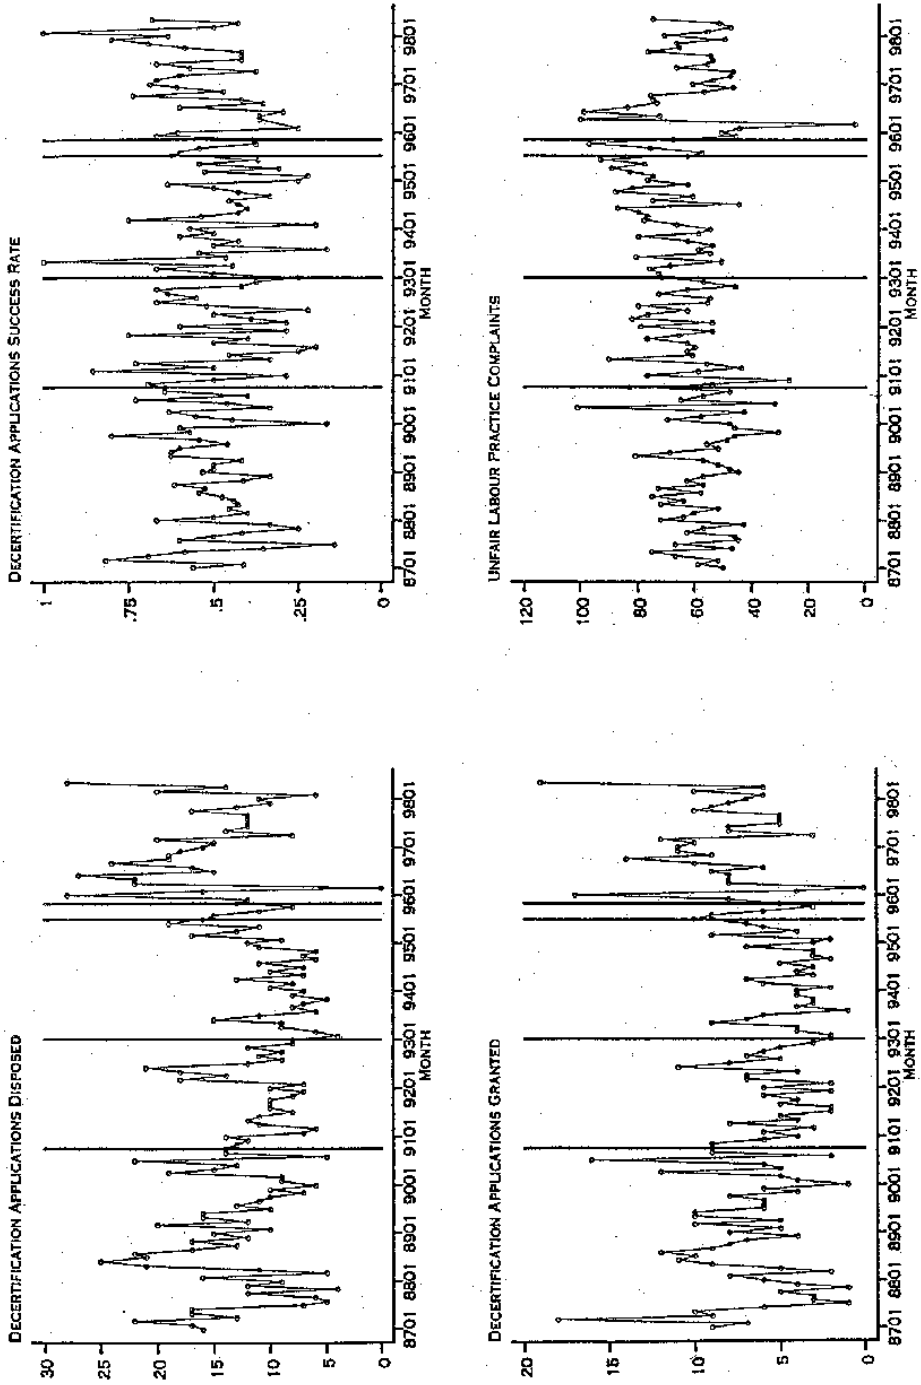 DECERTIFICATION APPLICATIONS DISPOSED
30
25
20
15
10
5
0
8701 8801 8901 9001 9101 9201 9301 9401 9501 9601 9701 9801
MONTH
DECERTIFICATION APPLICATIONS SUCCESS RATE
1
.75
.5
.25
0
8701 8801 8901 9001 9101 9201 9301 9401 9501 9601 9701 9801
MONTH
DECERTIFICATION APPLICATIONS GRANTED
20
15
10
5
0
8701 8801 8901 9001 9101 9201 9301 9401 9501 9601 9701 9801
MONTH
UNFAIR LABOUR PRACTICE COMPLAINTS
120
100
80
60
40
20
0
8701 8801 8901 9001 9101 9201 9301 9401 9501 9601 9701 9801
MONTH